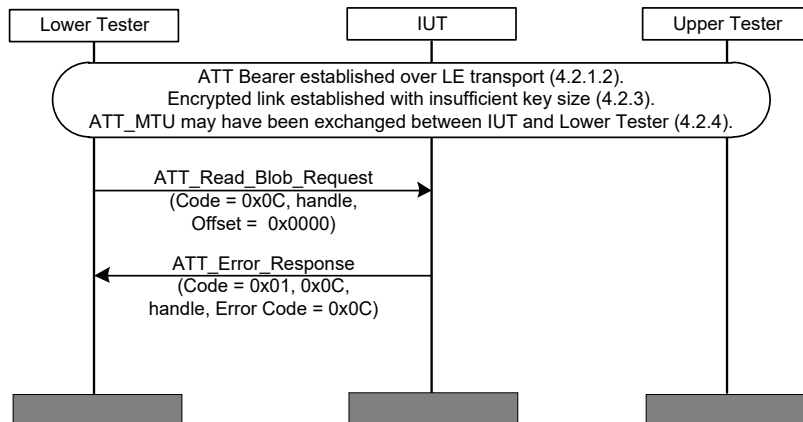 Lower Tester
IUT
Upper Tester
ATT Bearer established over LE transport (4.2.1.2).
Encrypted link established with insufficient key size (4.2.3).
ATT_MTU may have been exchanged between IUT and Lower Tester (4.2.4).
ATT_Read_Blob_Request
(Code = 0x0C, handle,
Offset = 0x0000)
ATT_Error_Response
(Code = 0x01, 0x0C,
handle, Error Code = 0x0C)